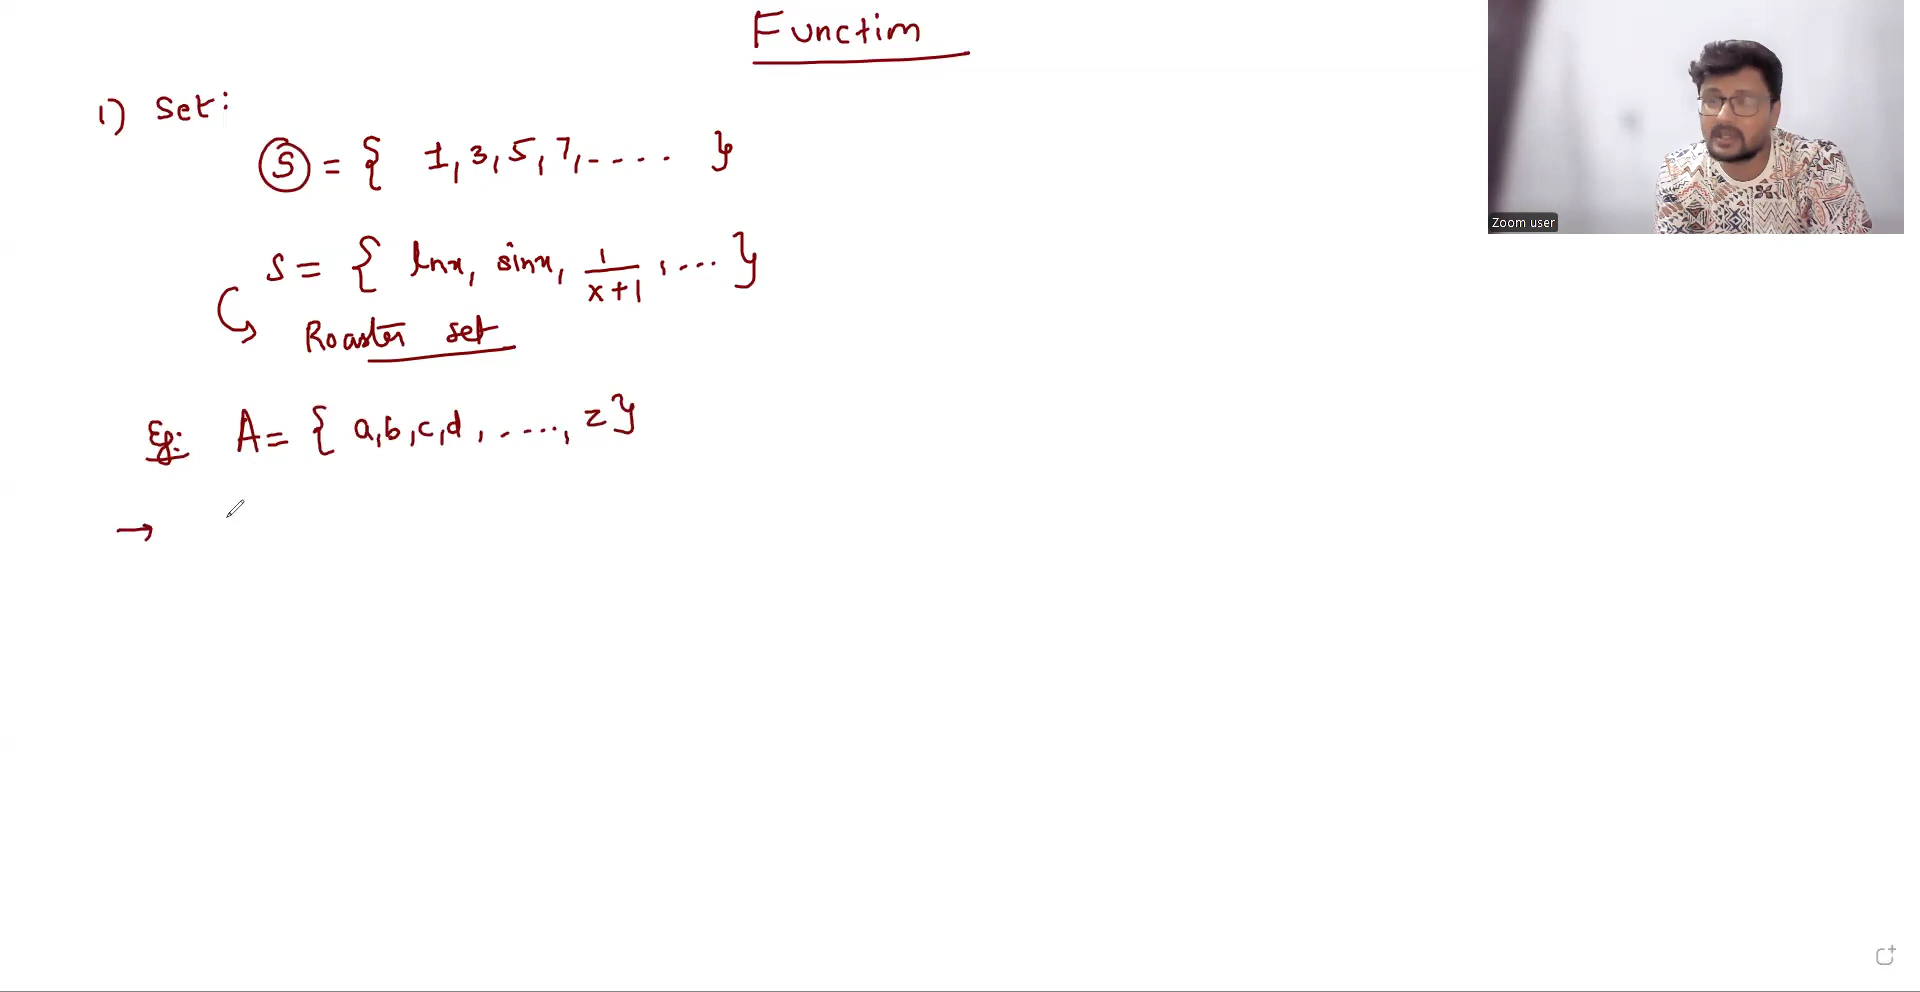 Function
1) Set:
S = { 1, 3, 5, 7, - - - - }
S = { lnx, sinx, 1/(x+1), ... }
Roaster set
Eg: A = { a, b, c, d, ....., z }
→
Zoom user